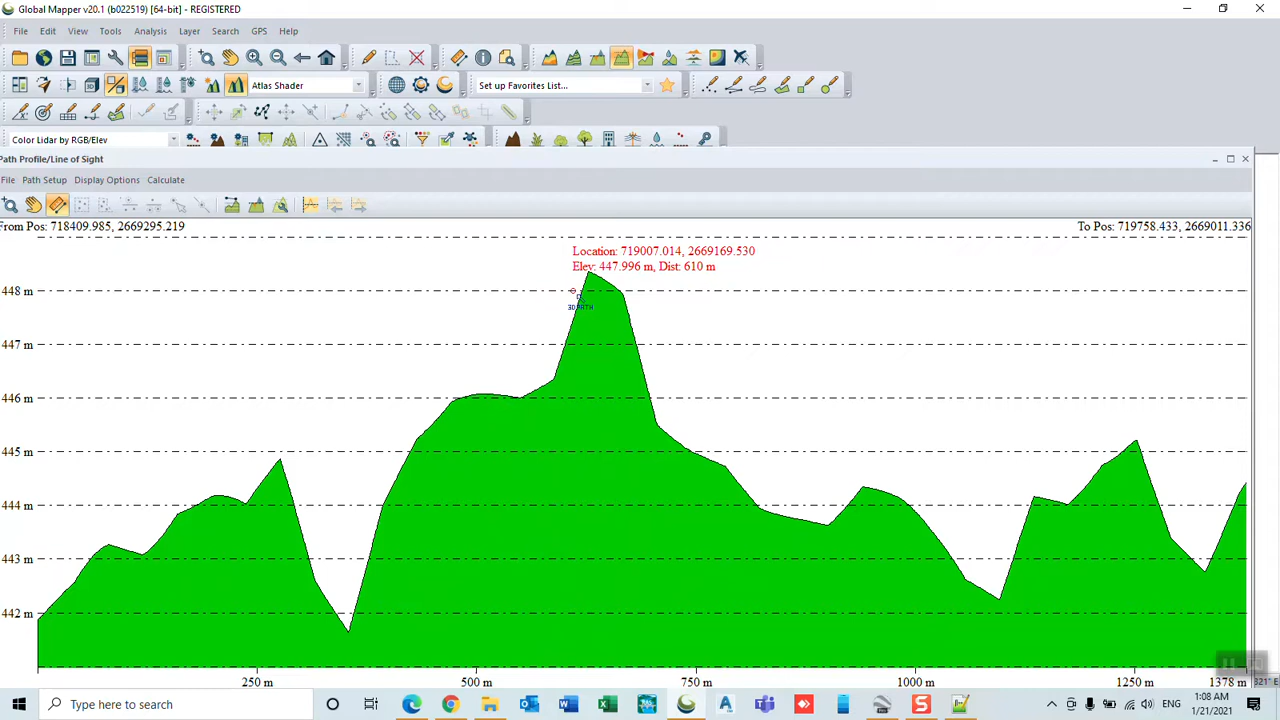 Global Mapper v20.1 (b022519) [64-bit] - REGISTERED
File Edit View Tools Analysis Layer Search GPS Help
Atlas Shader
Set up Favorites List...
Color Lidar by RGB/Elev
Path Profile/Line of Sight
File Path Setup Display Options Calculate
From Pos: 718409.985, 2669295.219
To Pos: 719758.433, 2669011.336
Location: 719007.014, 2669169.530
Elev: 447.996 m, Dist: 610 m
448 m
3D PATH
447 m
446 m
445 m
444 m
443 m
442 m
250 m 500 m 750 m 1000 m 1250 m 1378 m
Type here to search
ENG
1:08 AM
1/21/2021